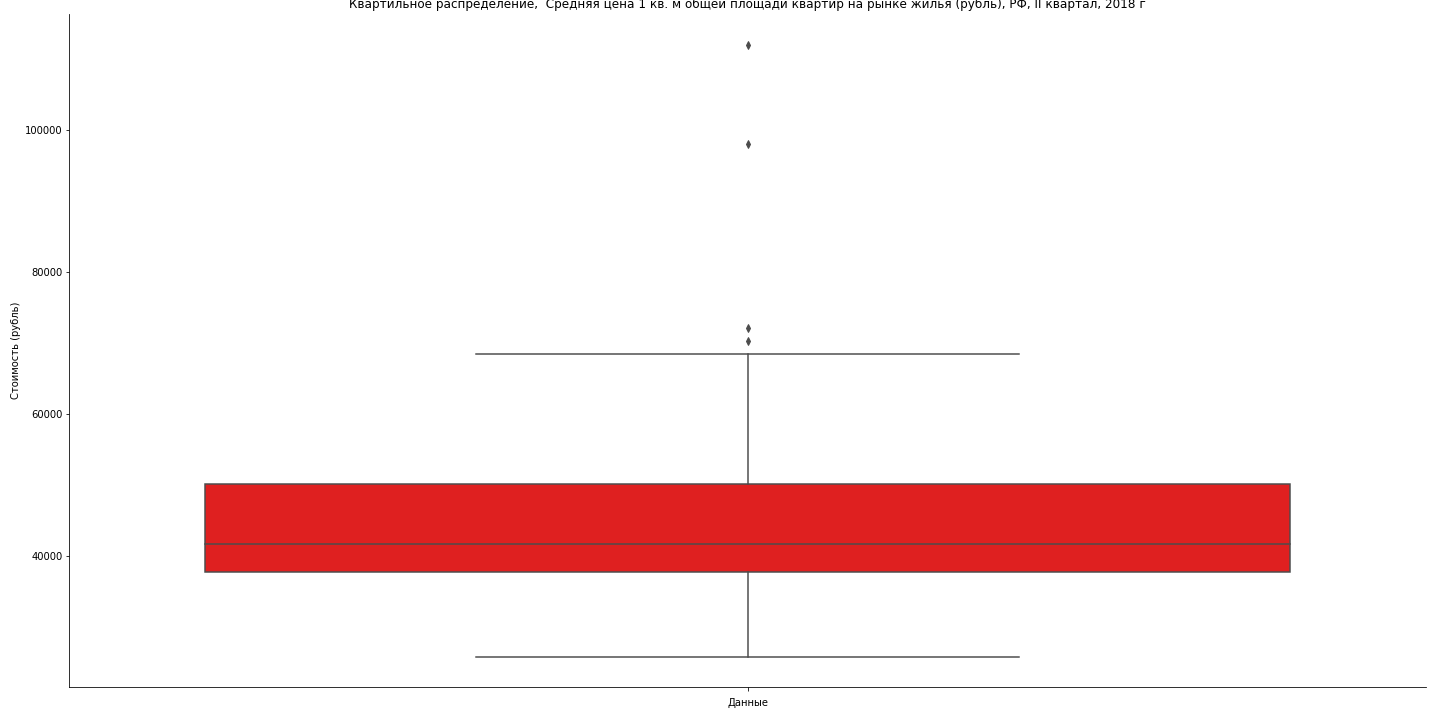 Квартильное распределение,  Средняя цена 1 кв. м общей площади квартир на рынке жилья (рубль), РФ, II квартал, 2018 г
100000
80000
60000
40000
Стоимость (рубль)
Данные